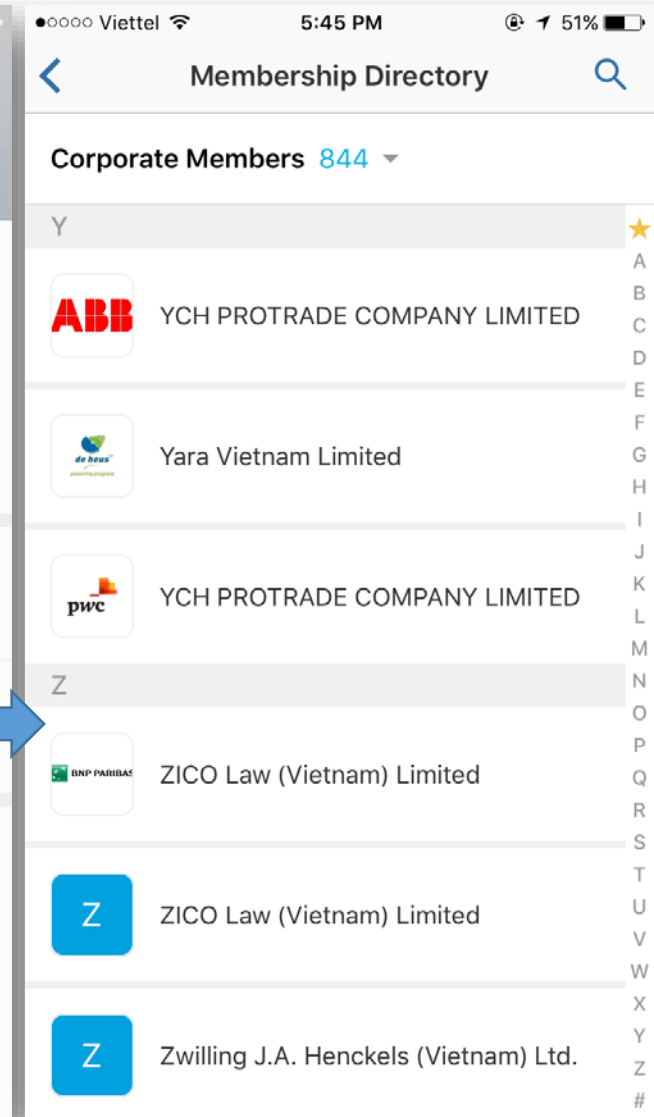 Viettel 5:45 PM 51%
Membership Directory
Corporate Members 844
Y
ABB YCH PROTRADE COMPANY LIMITED
de heus
powering progress
Yara Vietnam Limited
pwc YCH PROTRADE COMPANY LIMITED
Z
BNP PARIBAS ZICO Law (Vietnam) Limited
Z ZICO Law (Vietnam) Limited
Z Zwilling J.A. Henckels (Vietnam) Ltd.
A
B
C
D
E
F
G
H
I
J
K
L
M
N
O
P
Q
R
S
T
U
V
W
X
Y
Z
#